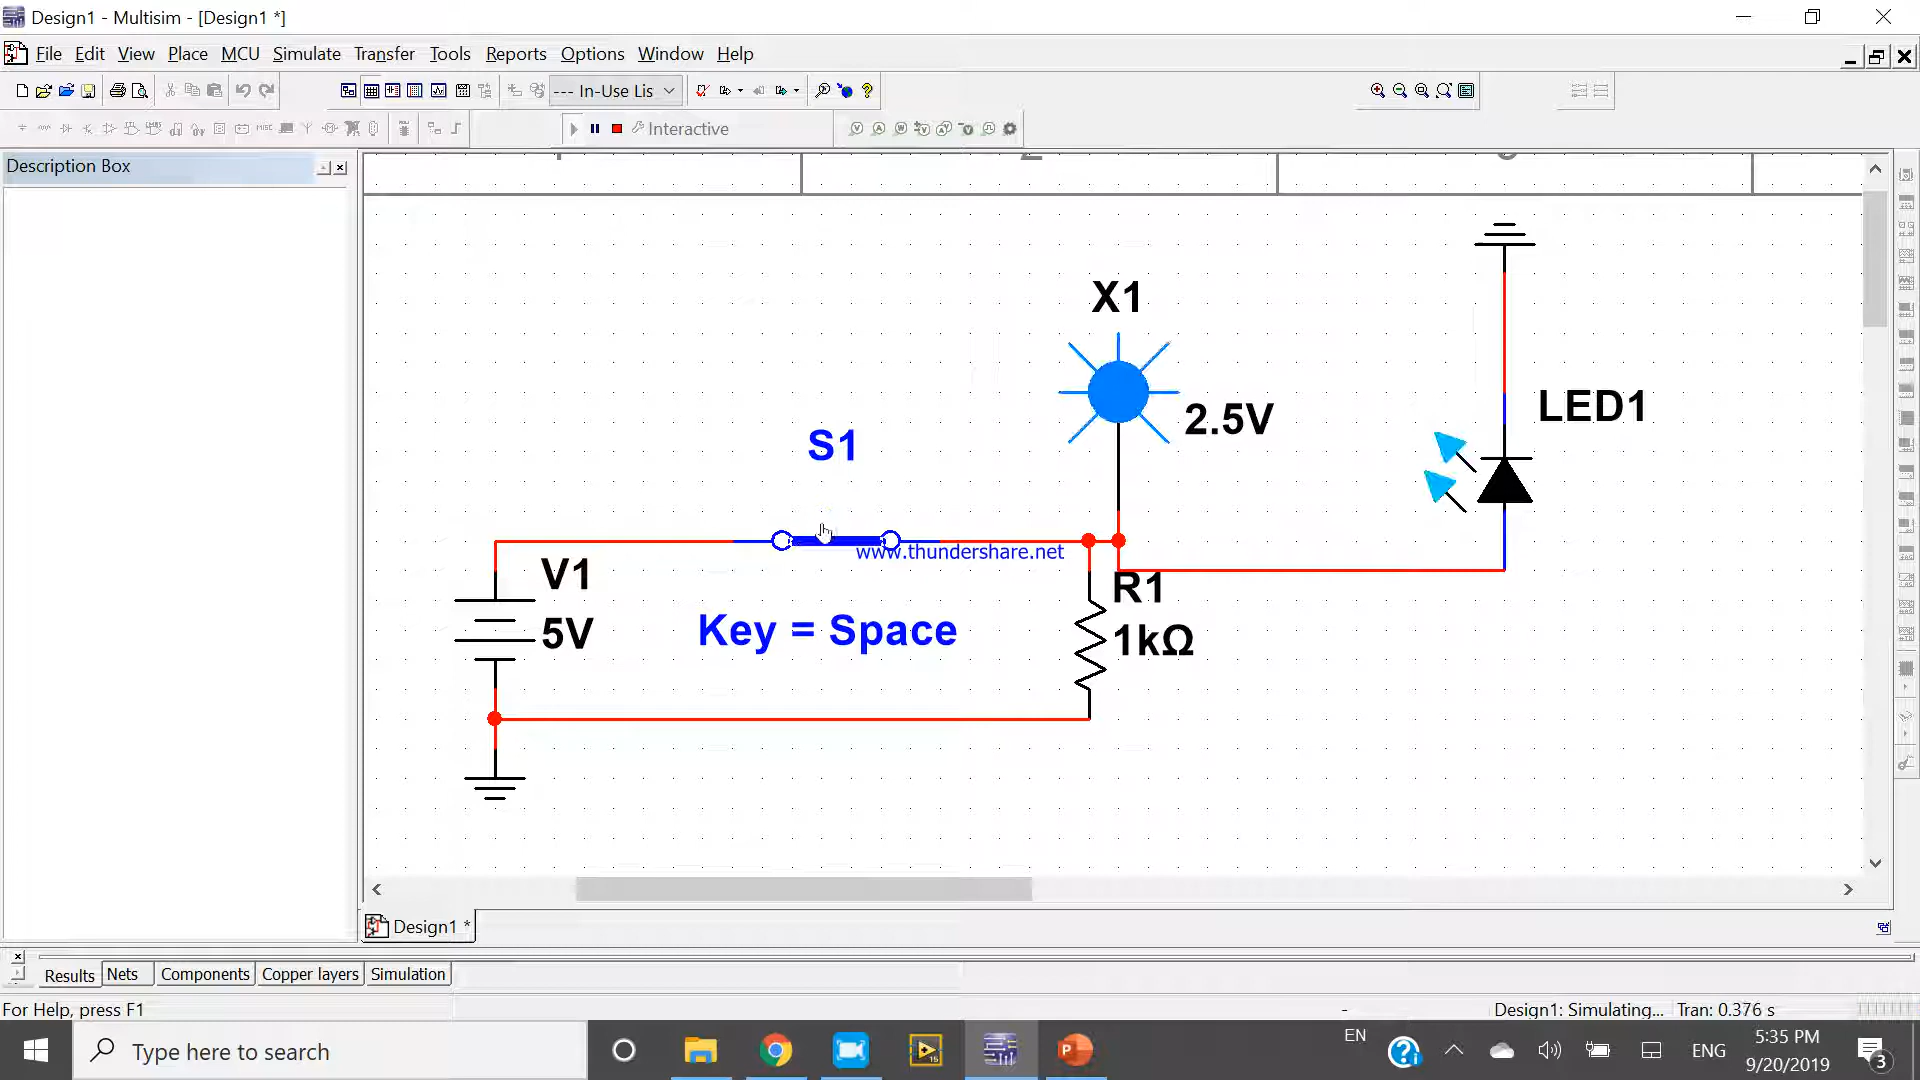 Design1 - Multisim - [Design1 *]
File Edit View Place MCU Simulate Transfer Tools Reports Options Window Help
--- In-Use Lis
Interactive
Description Box
X1
2.5V
LED1
S1
www.thundershare.net
V1
5V
Key = Space
R1
1kΩ
Design1 *
Results Nets Components Copper layers Simulation
For Help, press F1
- Design1: Simulating... Tran: 0.376 s
Type here to search
EN
ENG
5:35 PM
9/20/2019
3